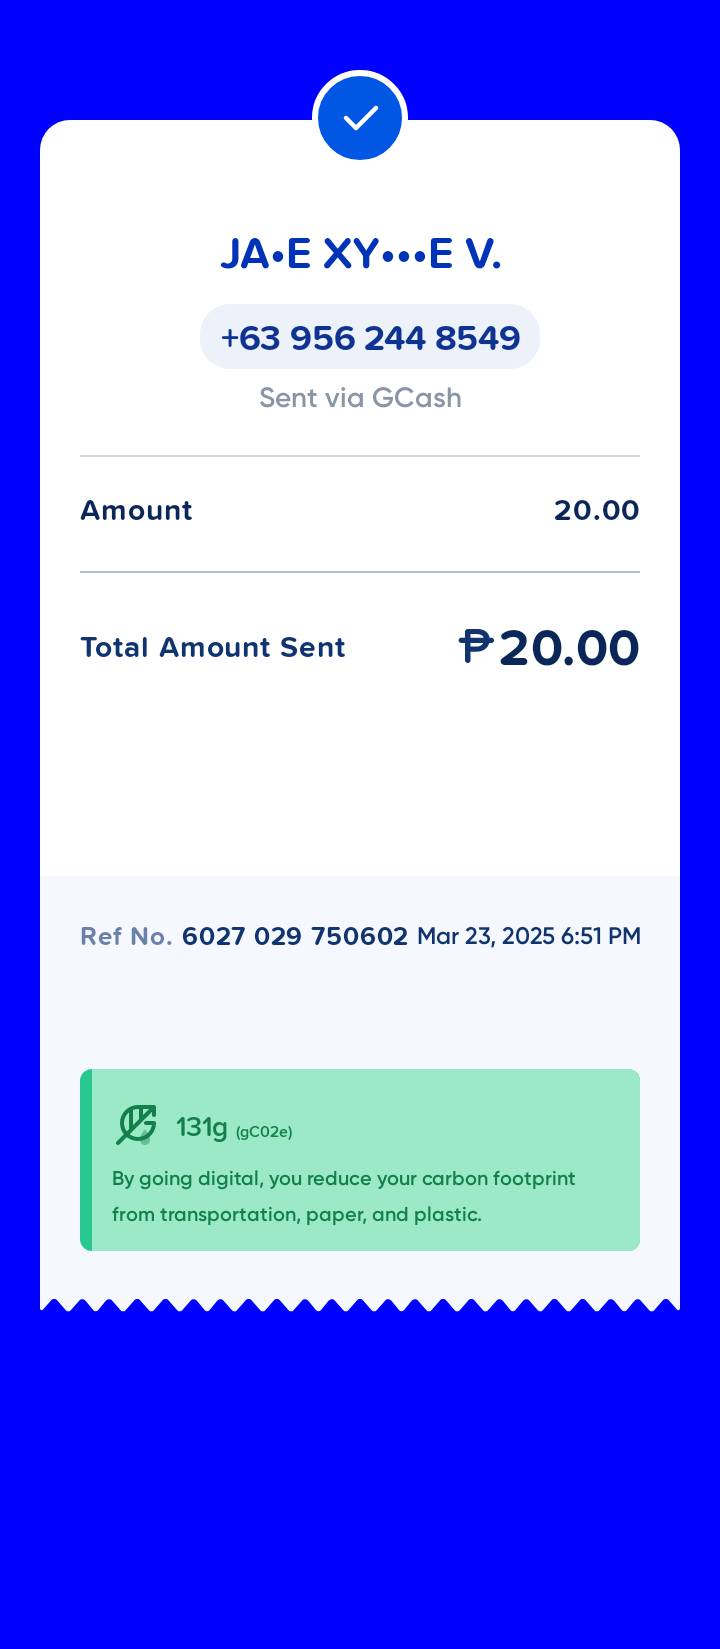 JA•E XY•••E V.
+63 956 244 8549
Sent via GCash
Amount 20.00
Total Amount Sent ₱20.00
Ref No. 6027 029 750602 Mar 23, 2025 6:51 PM
131g (gC02e)
By going digital, you reduce your carbon footprint
from transportation, paper, and plastic.